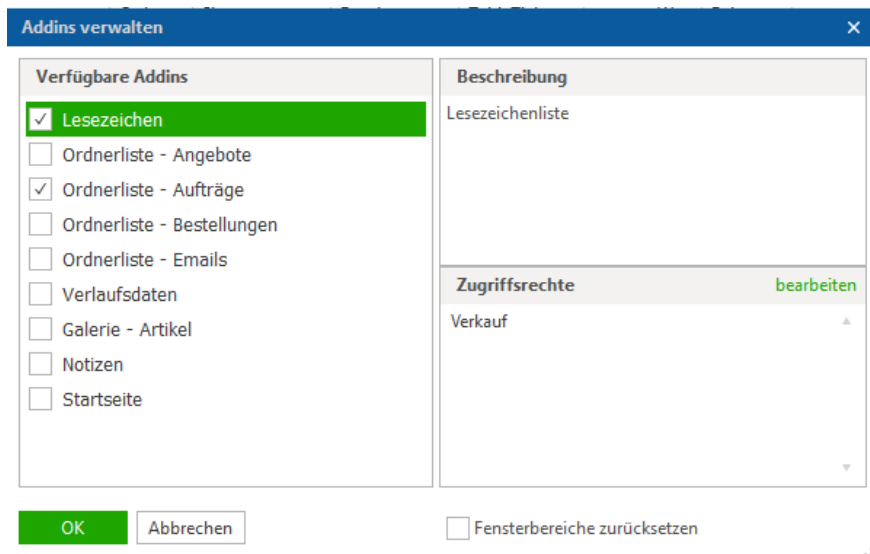 Addins verwalten
Verfügbare Addins
Lesezeichen
Ordnerliste - Angebote
Ordnerliste - Aufträge
Ordnerliste - Bestellungen
Ordnerliste - Emails
Verlaufsdaten
Galerie - Artikel
Notizen
Startseite
Beschreibung
Lesezeichenliste
Zugriffsrechte bearbeiten
Verkauf
OK Abbrechen Fensterbereiche zurücksetzen